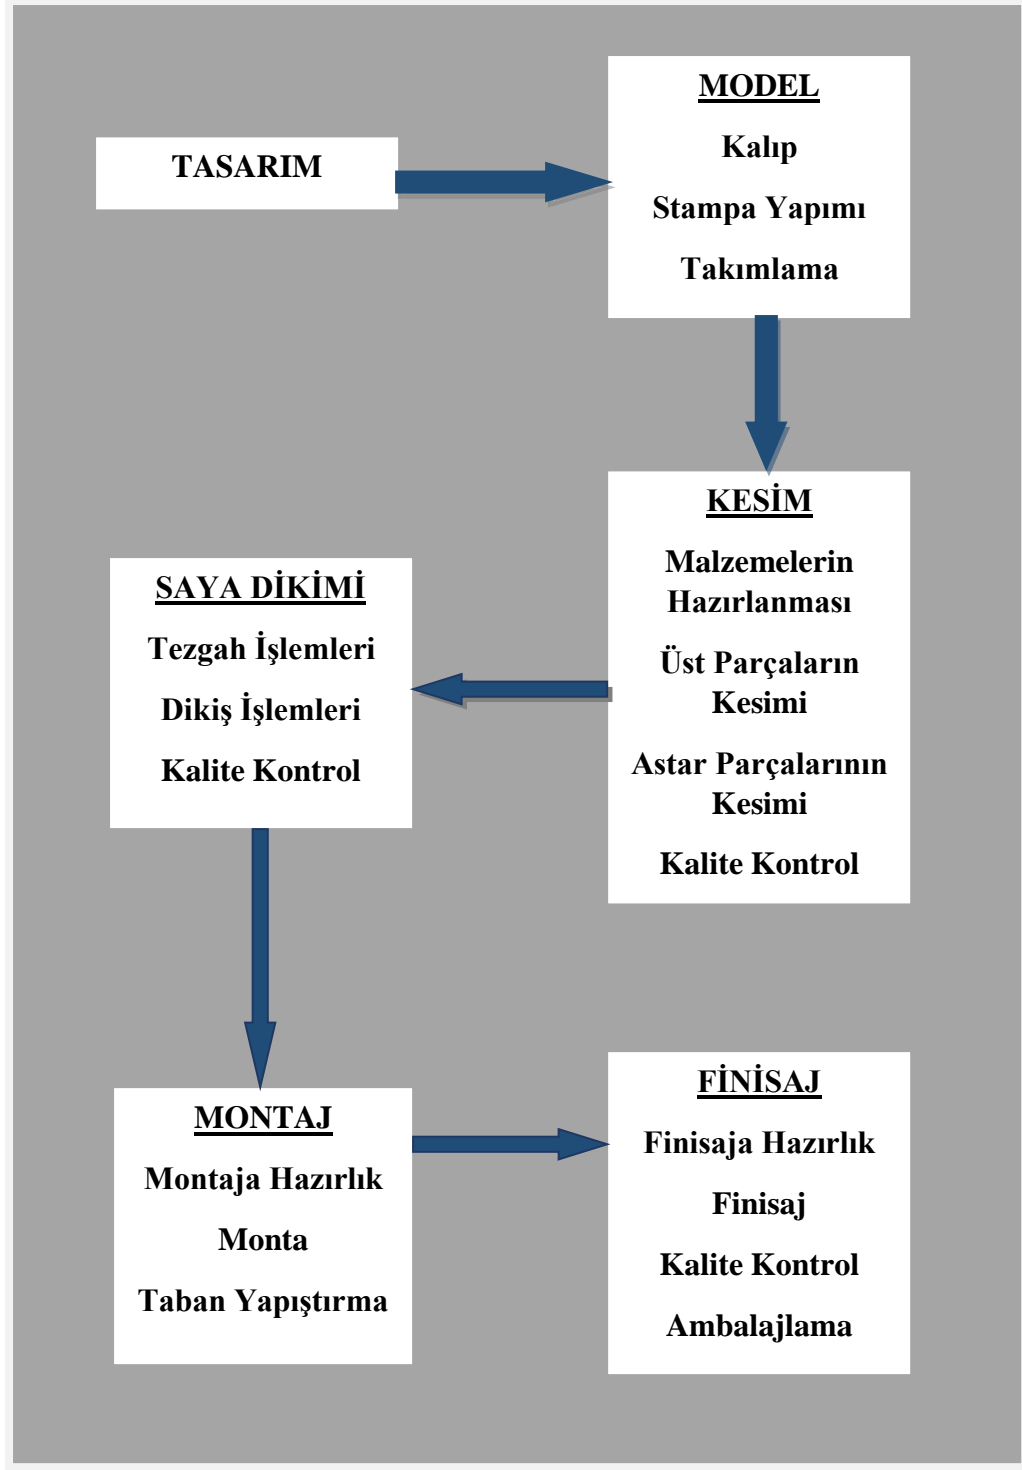 TASARIM
MODEL
Kalıp
Stampa Yapımı
Takımlama
KESİM
Malzemelerin
Hazırlanması
Üst Parçaların
Kesimi
Astar Parçalarının
Kesimi
Kalite Kontrol
SAYA DİKİMİ
Tezgah İşlemleri
Dikiş İşlemleri
Kalite Kontrol
MONTAJ
Montaja Hazırlık
Monta
Taban Yapıştırma
FİNİSAJ
Finisaja Hazırlık
Finisaj
Kalite Kontrol
Ambalajlama